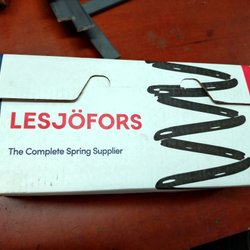 LESJÖFORS
The Complete Spring Supplier